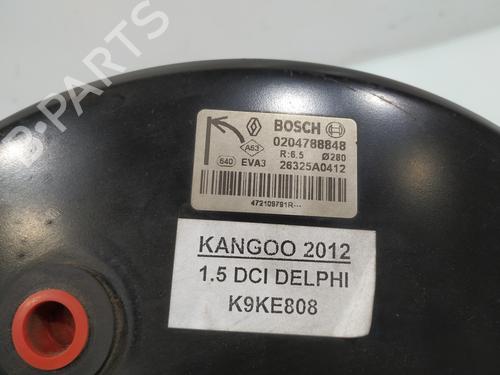 B-PARTS
BOSCH
A63
0204788848
R:6.5 Ø280
640 EVA3 26325A0412
472109791R--
KANGOO 2012
1.5 DCI DELPHI
K9KE808